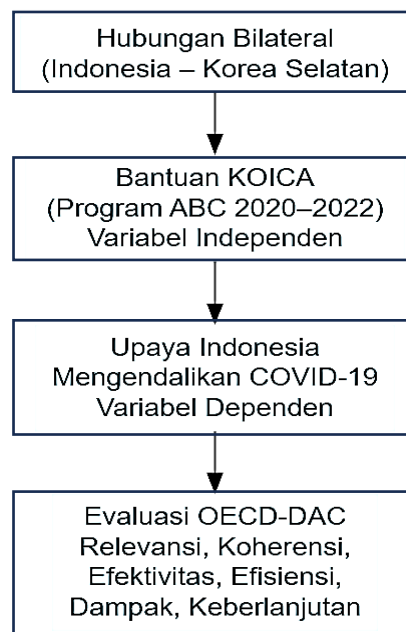 Hubungan Bilateral
(Indonesia – Korea Selatan)
Bantuan KOICA
(Program ABC 2020–2022)
Variabel Independen
Upaya Indonesia
Mengendalikan COVID-19
Variabel Dependen
Evaluasi OECD-DAC
Relevansi, Koherensi,
Efektivitas, Efisiensi,
Dampak, Keberlanjutan